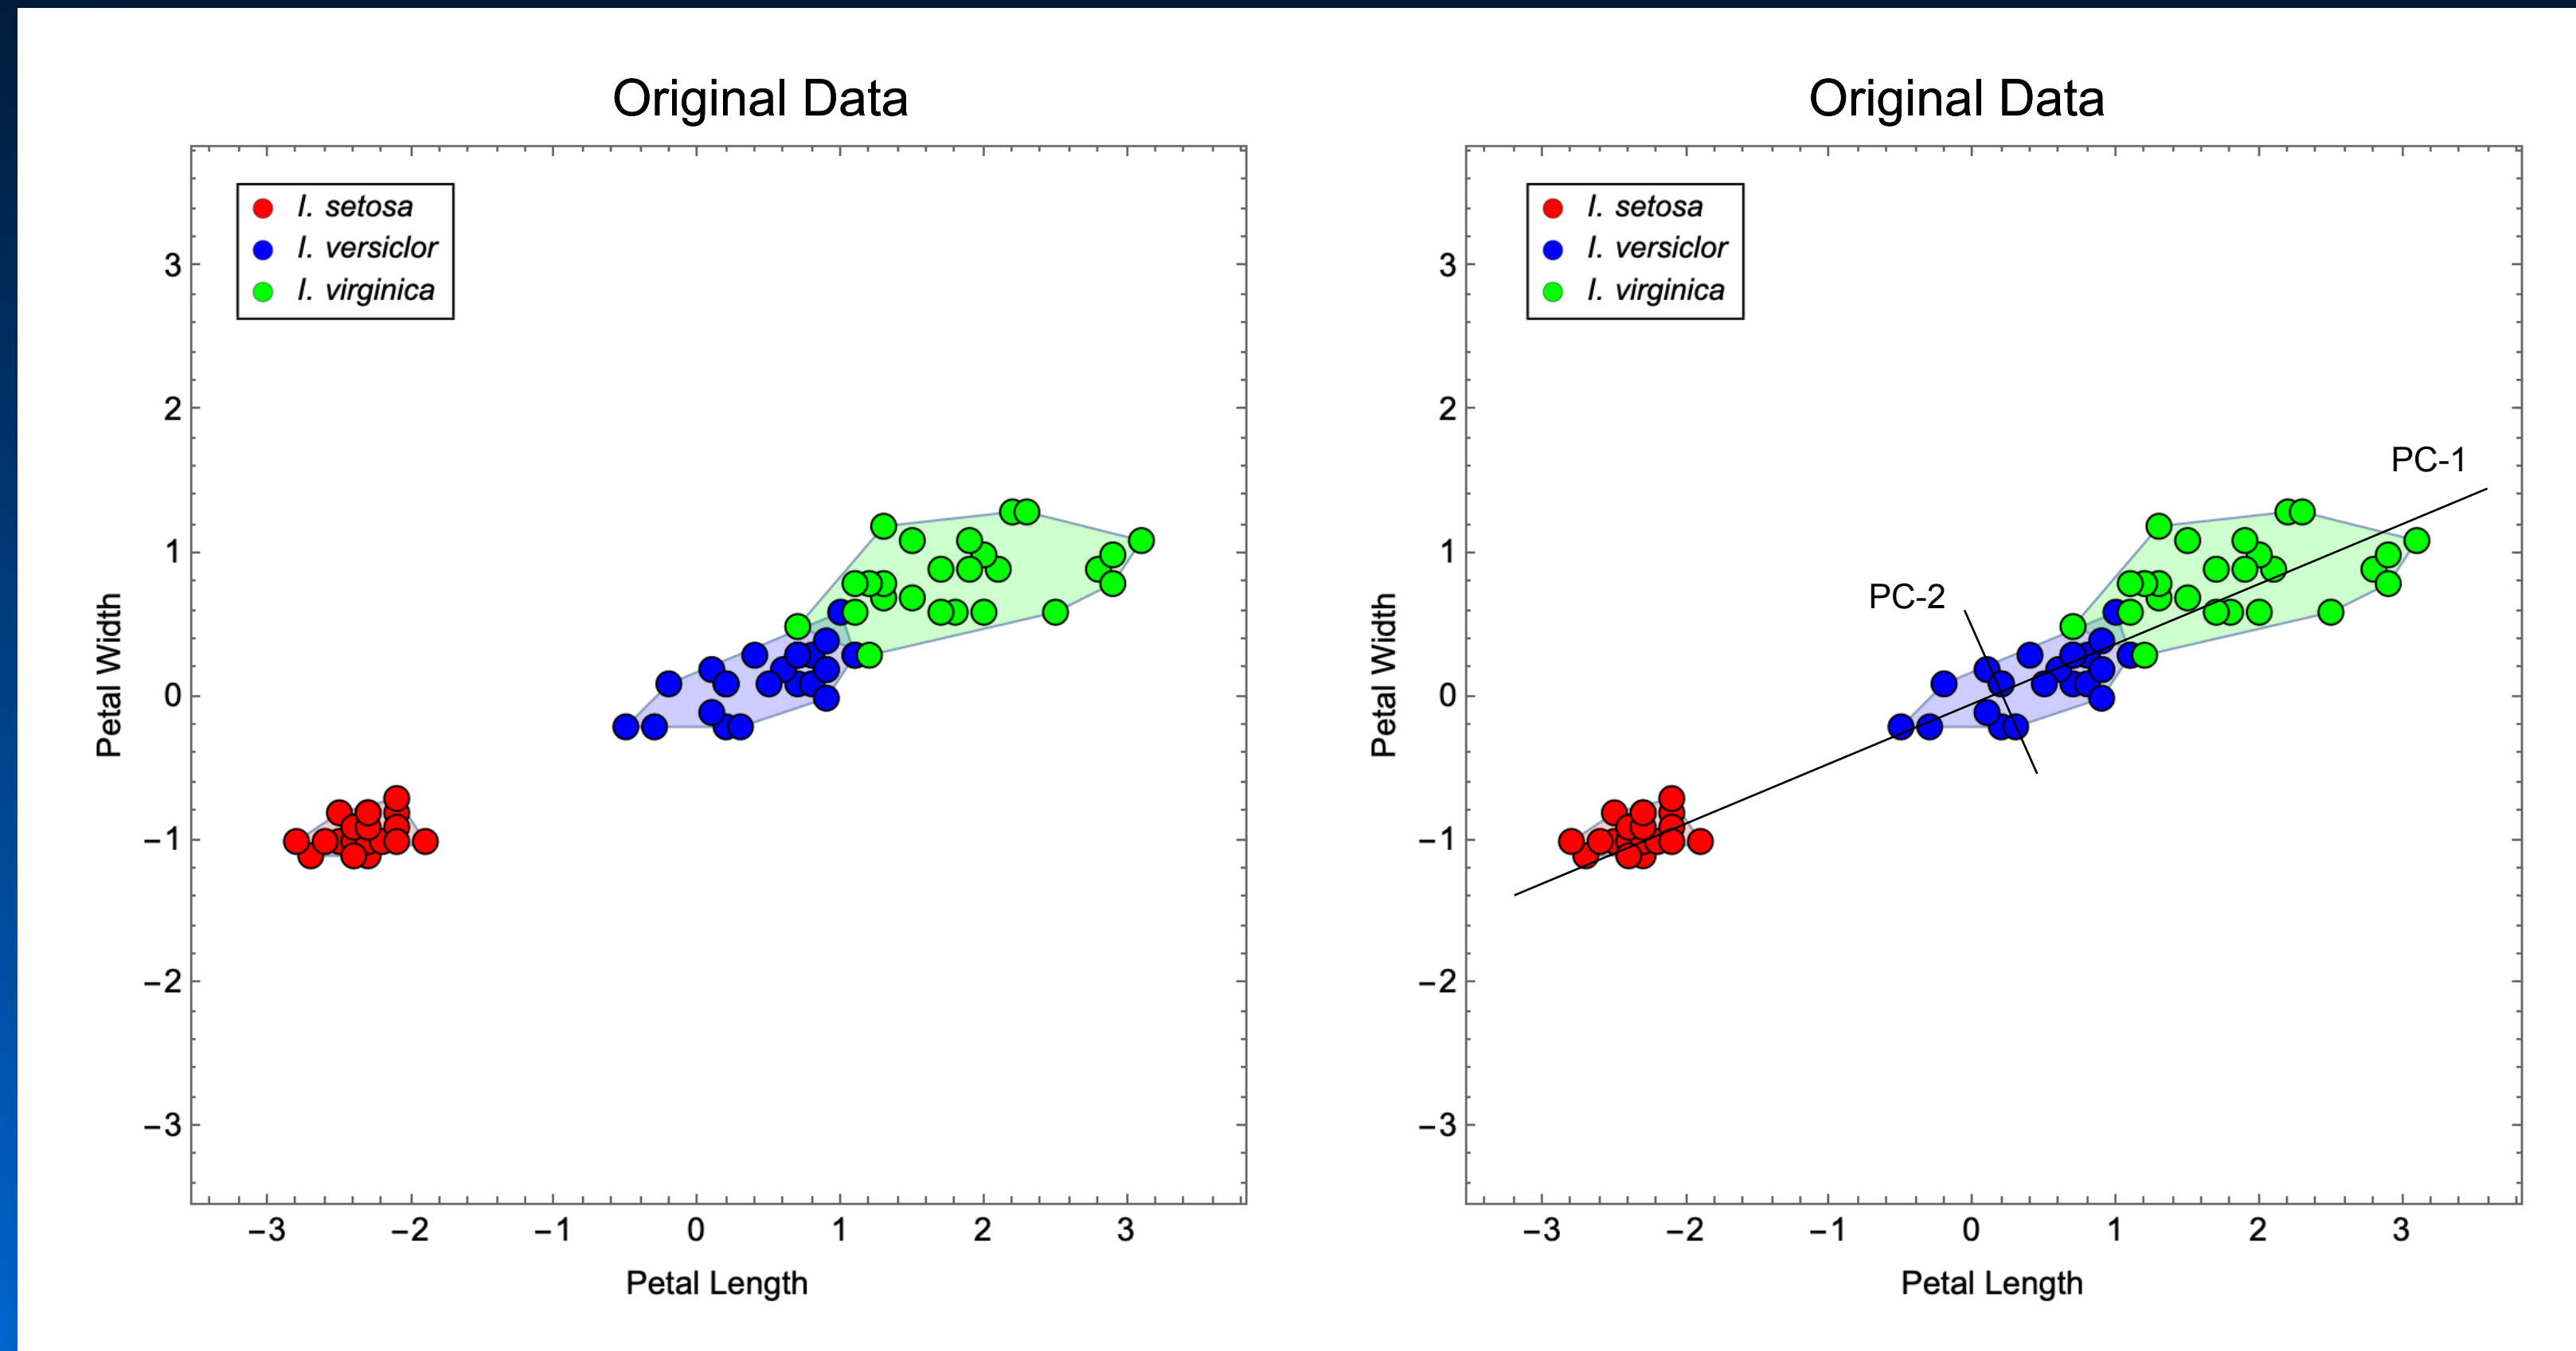 Original Data
I. setosa
I. versiclor
I. virginica
3
2
1
0
−1
−2
−3
Petal Width
−3 −2 −1 0 1 2 3
Petal Length
Original Data
I. setosa
I. versiclor
I. virginica
PC-1
PC-2
3
2
1
0
−1
−2
−3
Petal Width
−3 −2 −1 0 1 2 3
Petal Length